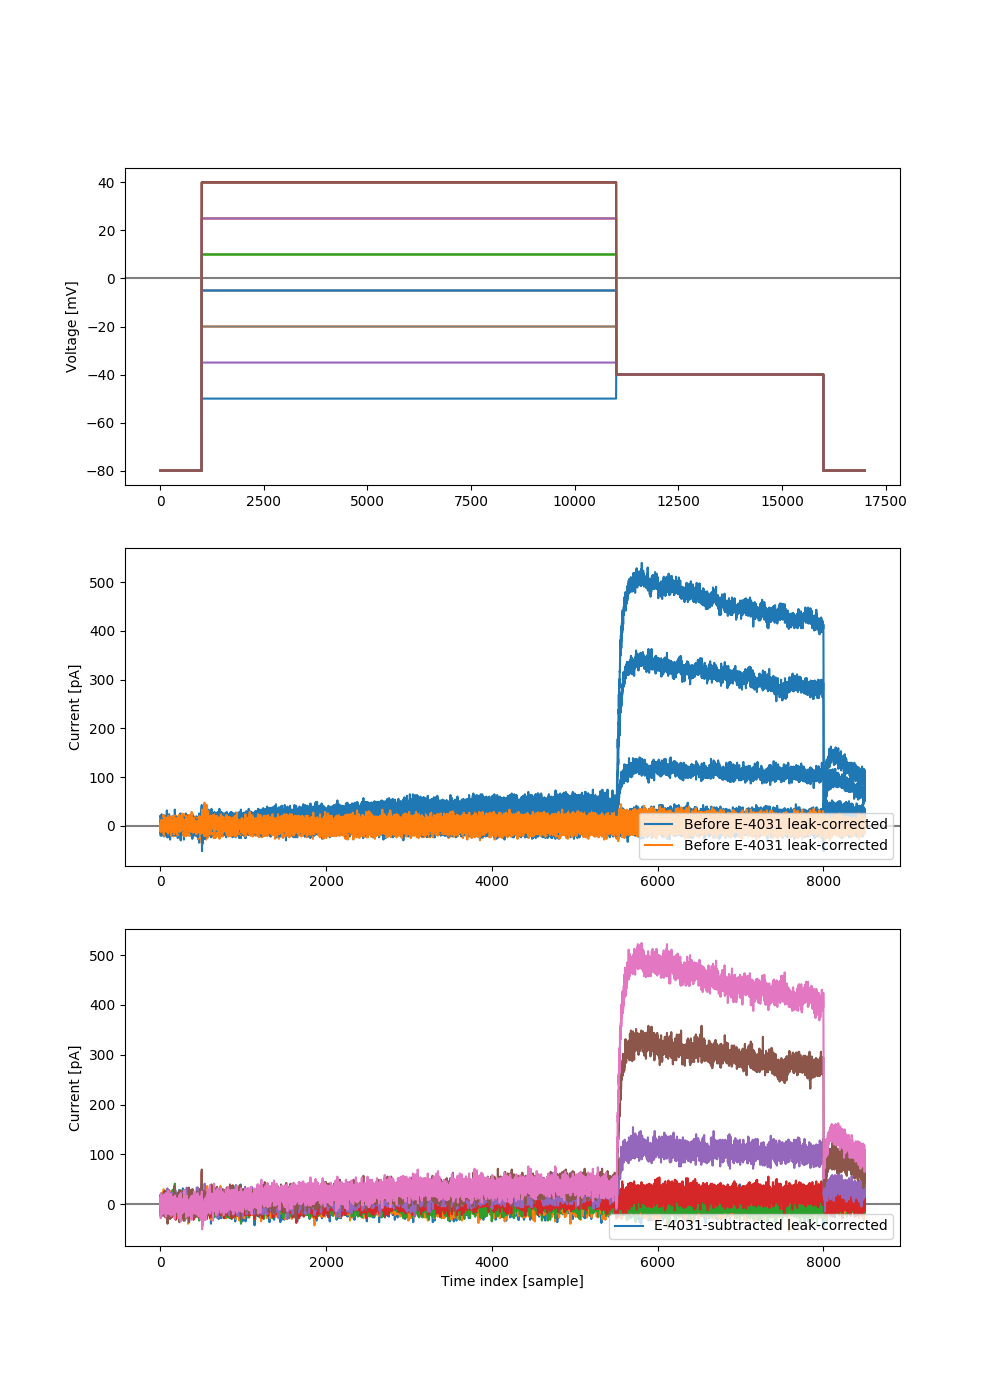 40
20
0
−20
−40
−60
−80
Voltage [mV]
0 2500 5000 7500 10000 12500 15000 17500
500
400
300
200
100
0
Current [pA]
Before E-4031 leak-corrected
Before E-4031 leak-corrected
0 2000 4000 6000 8000
500
400
300
200
100
0
Current [pA]
E-4031-subtracted leak-corrected
0 2000 4000 6000 8000
Time index [sample]